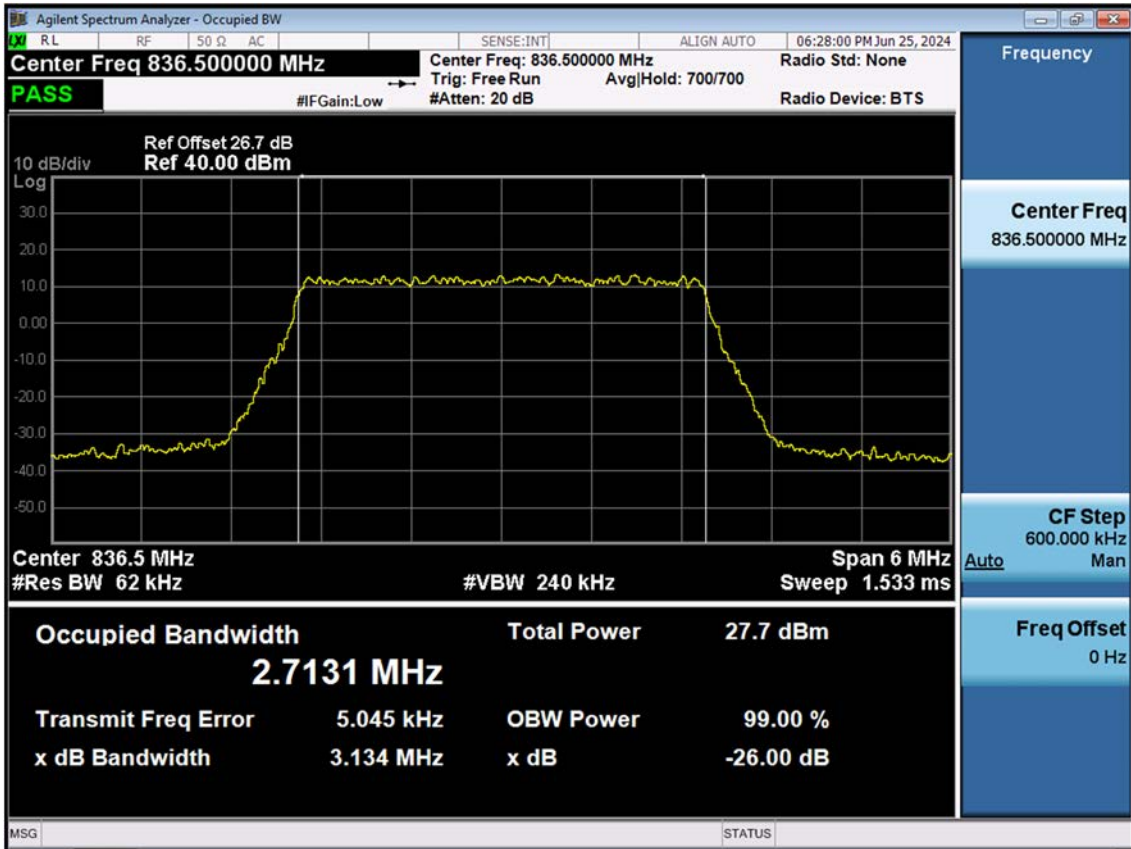 Agilent Spectrum Analyzer - Occupied BW
LXI RL RF 50 Ω AC SENSE:INT ALIGN AUTO 06:28:00 PM Jun 25, 2024
Center Freq 836.500000 MHz
PASS
#IFGain:Low
Center Freq: 836.500000 MHz
Trig: Free Run Avg|Hold: 700/700
#Atten: 20 dB
Radio Std: None
Radio Device: BTS
Ref Offset 26.7 dB
10 dB/div Ref 40.00 dBm
Log
30.0
20.0
10.0
0.00
-10.0
-20.0
-30.0
-40.0
-50.0
Center 836.5 MHz Span 6 MHz
#Res BW 62 kHz #VBW 240 kHz Sweep 1.533 ms
Occupied Bandwidth Total Power 27.7 dBm
2.7131 MHz
Transmit Freq Error 5.045 kHz OBW Power 99.00 %
x dB Bandwidth 3.134 MHz x dB -26.00 dB
MSG STATUS
Frequency
Center Freq
836.500000 MHz
CF Step
600.000 kHz
Auto Man
Freq Offset
0 Hz